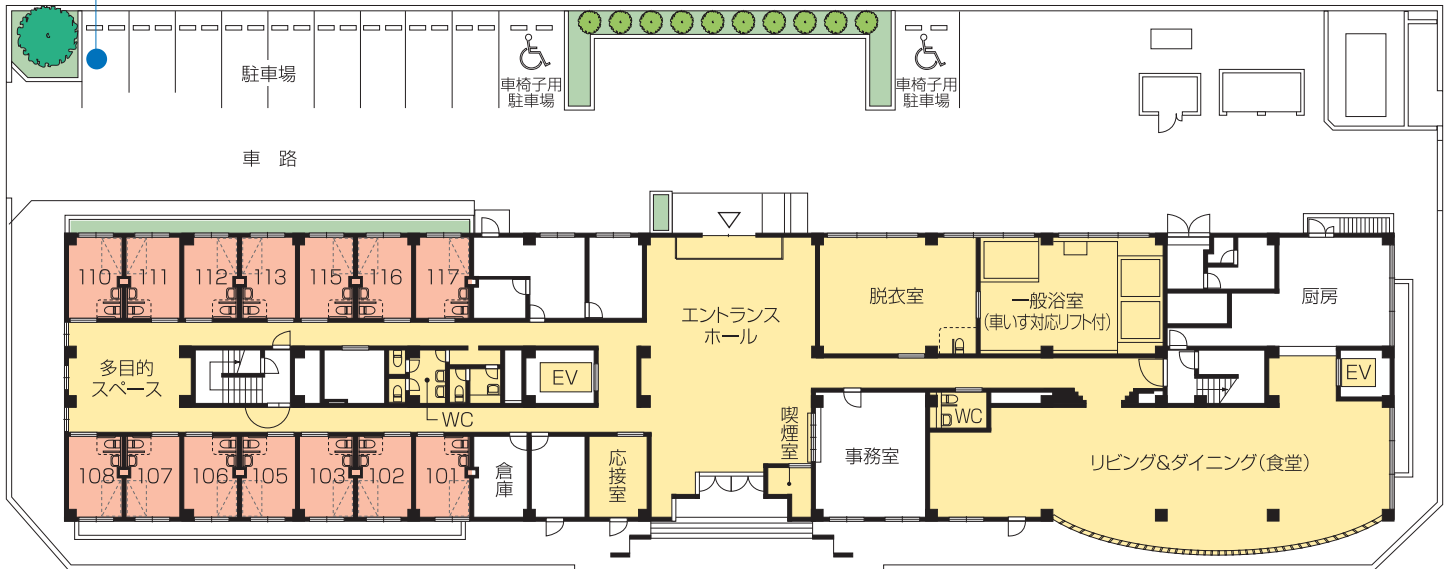 駐車場
車椅子用
駐車場
車椅子用
駐車場
車 路
110
111
112
113
115
116
117
脱衣室
一般浴室
(車いす対応リフト付)
厨房
エントランス
ホール
多目的
スペース
EV
EV
WC
WC
喫煙室
108
107
106
105
103
102
101
倉庫
応接室
事務室
リビング&ダイニング(食堂)